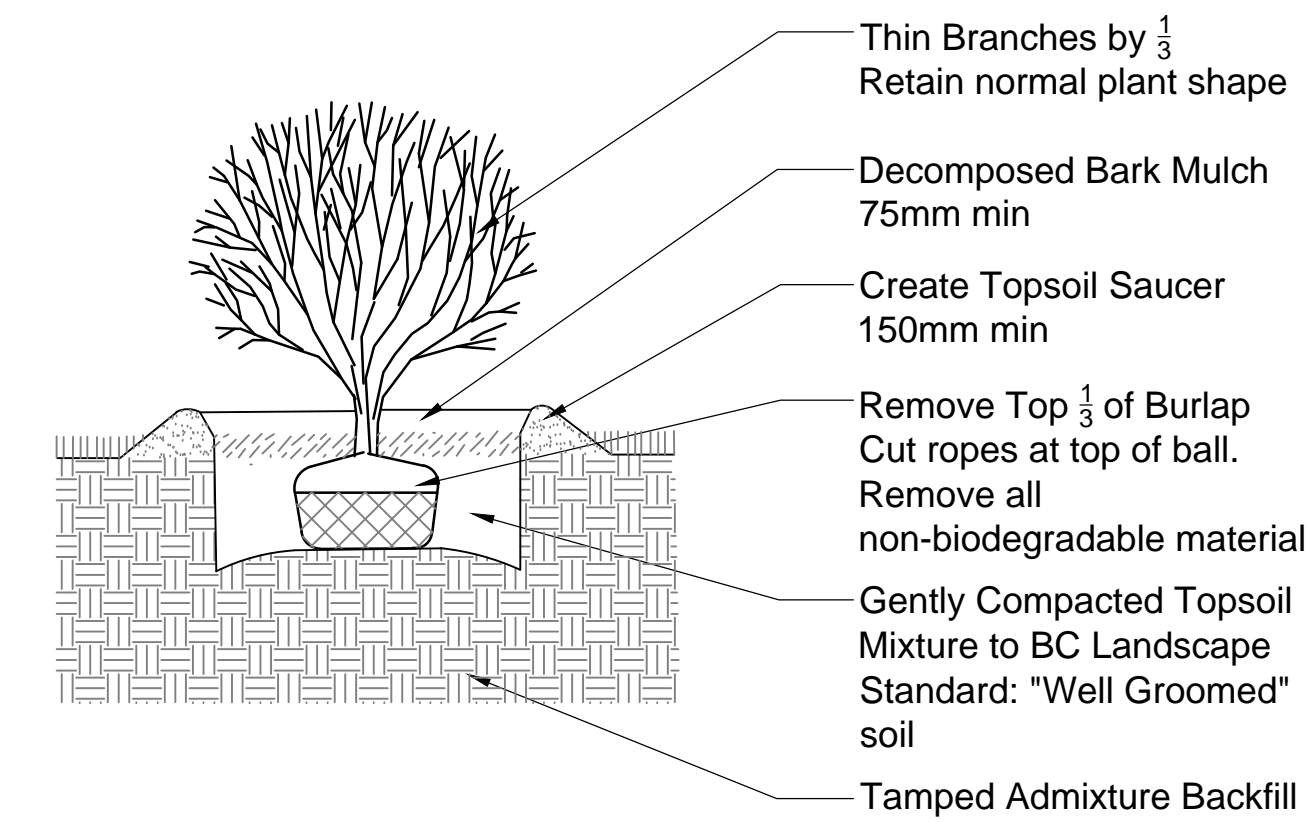 Thin Branches by 1/3
Retain normal plant shape
Decomposed Bark Mulch
75mm min
Create Topsoil Saucer
150mm min
Remove Top 1/3 of Burlap
Cut ropes at top of ball.
Remove all
non-biodegradable material
Gently Compacted Topsoil
Mixture to BC Landscape
Standard: "Well Groomed"
soil
Tamped Admixture Backfill